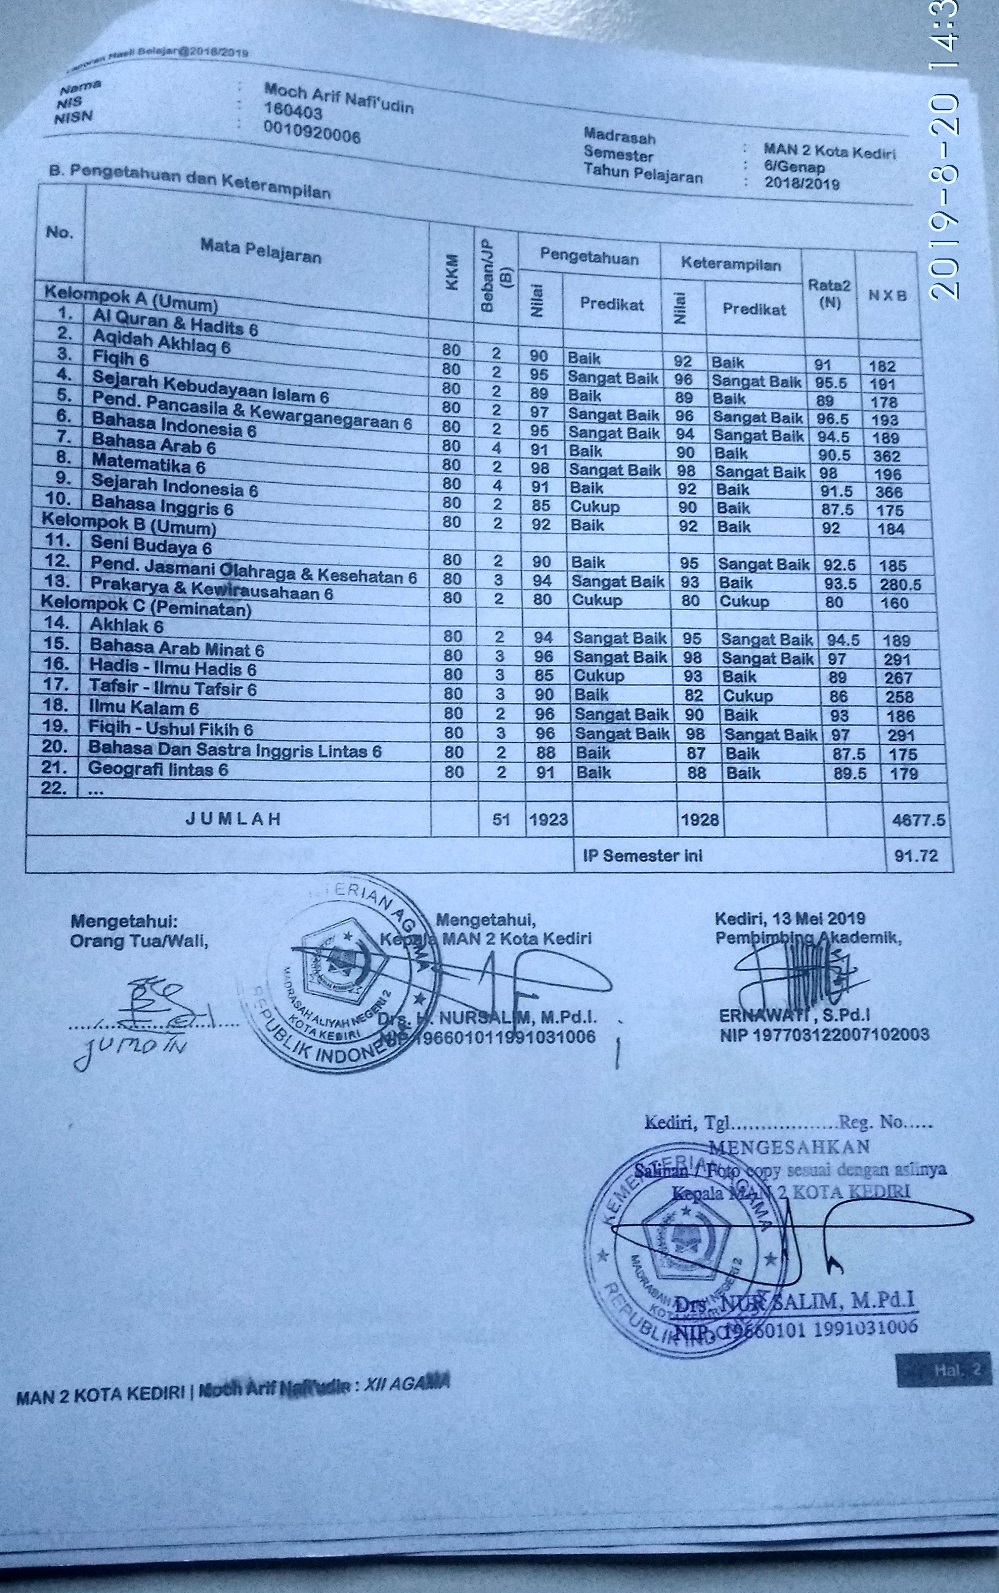 Laporan Hasil Belajar@2018/2019
2019-8-20 14:3
Nama : Moch Arif Nafi'udin
NIS : 160403
NISN : 0010920006
Madrasah : MAN 2 Kota Kediri
Semester : 6/Genap
Tahun Pelajaran : 2018/2019
B. Pengetahuan dan Keterampilan
No. Mata Pelajaran KKM Beban/JP (B) Pengetahuan Keterampilan Rata2 (N) N X B
Nilai Predikat Nilai Predikat
Kelompok A (Umum)
1. Al Quran & Hadits 6 80 2 90 Baik 92 Baik 91 182
2. Aqidah Akhlaq 6 80 2 95 Sangat Baik 96 Sangat Baik 95.5 191
3. Fiqih 6 80 2 89 Baik 89 Baik 89 178
4. Sejarah Kebudayaan Islam 6 80 2 97 Sangat Baik 96 Sangat Baik 96.5 193
5. Pend. Pancasila & Kewarganegaraan 6 80 2 95 Sangat Baik 94 Sangat Baik 94.5 189
6. Bahasa Indonesia 6 80 4 91 Baik 90 Baik 90.5 362
7. Bahasa Arab 6 80 2 98 Sangat Baik 98 Sangat Baik 98 196
8. Matematika 6 80 4 91 Baik 92 Baik 91.5 366
9. Sejarah Indonesia 6 80 2 85 Cukup 90 Baik 87.5 175
10. Bahasa Inggris 6 80 2 92 Baik 92 Baik 92 184
Kelompok B (Umum)
11. Seni Budaya 6 80 2 90 Baik 95 Sangat Baik 92.5 185
12. Pend. Jasmani Olahraga & Kesehatan 6 80 3 94 Sangat Baik 93 Baik 93.5 280.5
13. Prakarya & Kewirausahaan 6 80 2 80 Cukup 80 Cukup 80 160
Kelompok C (Peminatan)
14. Akhlak 6 80 2 94 Sangat Baik 95 Sangat Baik 94.5 189
15. Bahasa Arab Minat 6 80 3 96 Sangat Baik 98 Sangat Baik 97 291
16. Hadis - Ilmu Hadis 6 80 3 85 Cukup 93 Baik 89 267
17. Tafsir - Ilmu Tafsir 6 80 3 90 Baik 82 Cukup 86 258
18. Ilmu Kalam 6 80 2 96 Sangat Baik 90 Baik 93 186
19. Fiqih - Ushul Fikih 6 80 3 96 Sangat Baik 98 Sangat Baik 97 291
20. Bahasa Dan Sastra Inggris Lintas 6 80 2 88 Baik 87 Baik 87.5 175
21. Geografi lintas 6 80 2 91 Baik 88 Baik 89.5 179
22. ...
JUMLAH 51 1923 1928 4677.5
IP Semester ini 91.72
Mengetahui:
Orang Tua/Wali,
JUMDIN
Mengetahui,
Kepala MAN 2 Kota Kediri
Drs. H. NURSALIM, M.Pd.I.
NIP 196601011991031006
KEMENTERIAN AGAMA
MADRASAH ALIYAH NEGERI 2
KOTA KEDIRI
REPUBLIK INDONESIA
Kediri, 13 Mei 2019
Pembimbing Akademik,
ERNAWATI , S.Pd.I
NIP 197703122007102003
Kediri, Tgl..................Reg. No.....
MENGESAHKAN
Salinan / Foto copy sesuai dengan aslinya
Kepala MAN 2 KOTA KEDIRI
KEMENTERIAN AGAMA
MADRASAH ALIYAH NEGERI 2
KOTA KEDIRI
REPUBLIK INDONESIA
Drs. NUR SALIM, M.Pd.I
NIP. 19660101 1991031006
MAN 2 KOTA KEDIRI | Moch Arif Nafi'udin : XII AGAMA
Hal. 2